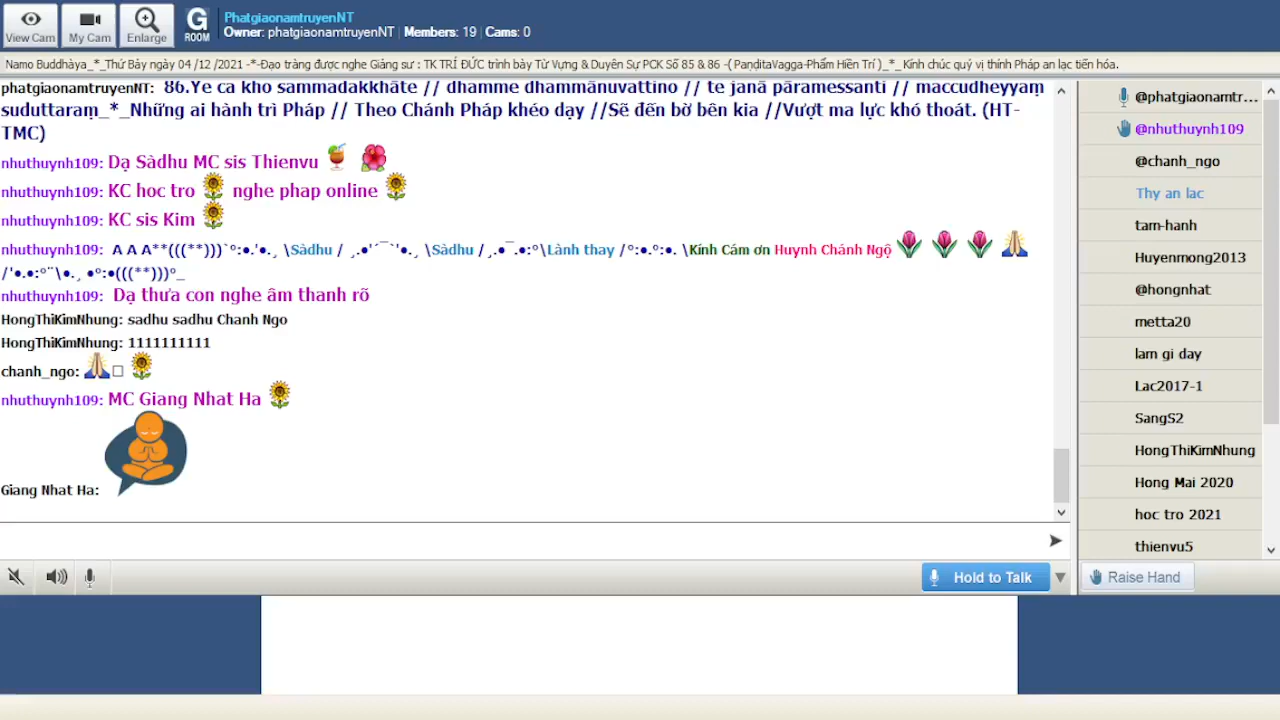 View Cam
My Cam
Enlarge
G
ROOM
PhatgiaonamtruyenNT
Owner: phatgiaonamtruyenNT | Members: 19 | Cams: 0
Namo Buddhàya_*_Thứ Bảy ngày 04 /12 /2021 -*-Đạo tràng được nghe Giảng sư : TK TRÍ ĐỨC trình bày Từ Vựng & Duyên Sự PCK Số 85 & 86 -( PaṇḍitaVagga-Phẩm Hiền Trí ) _*_ Kính chúc quý vị thính Pháp an lạc tiến hóa.
phatgiaonamtruyenNT: 86.Ye ca kho sammadakkhāte // dhamme dhammānuvattino // te janā pāramessanti // maccudheyyaṃ
suduttaraṃ_*_Những ai hành trì Pháp // Theo Chánh Pháp khéo dạy //Sẽ đến bờ bên kia //Vượt ma lực khó thoát. (HT-
TMC)
nhuthuynh109: Dạ Sàdhu MC sis Thienvu
nhuthuynh109: KC hoc tro nghe phap online
nhuthuynh109: KC sis Kim
nhuthuynh109: A A A**(((**)))`°:•.'•.¸ \Sàdhu / ¸.•'´¯`'•.¸ \Sàdhu /¸.•¯.•:°\Lành thay /°:•.°:•. \Kính Cám ơn Huynh Chánh Ngộ
/'•.•:°¨\•.¸ •°:•(((**)))°_
nhuthuynh109: Dạ thưa con nghe âm thanh rõ
HongThiKimNhung: sadhu sadhu Chanh Ngo
HongThiKimNhung: 1111111111
chanh_ngo:
nhuthuynh109: MC Giang Nhat Ha
Giang Nhat Ha:
Hold to Talk
@phatgiaonamtr...
@nhuthuynh109
@chanh_ngo
Thy an lac
tam-hanh
Huyenmong2013
@hongnhat
metta20
lam gi day
Lac2017-1
SangS2
HongThiKimNhung
Hong Mai 2020
hoc tro 2021
thienvu5
Raise Hand